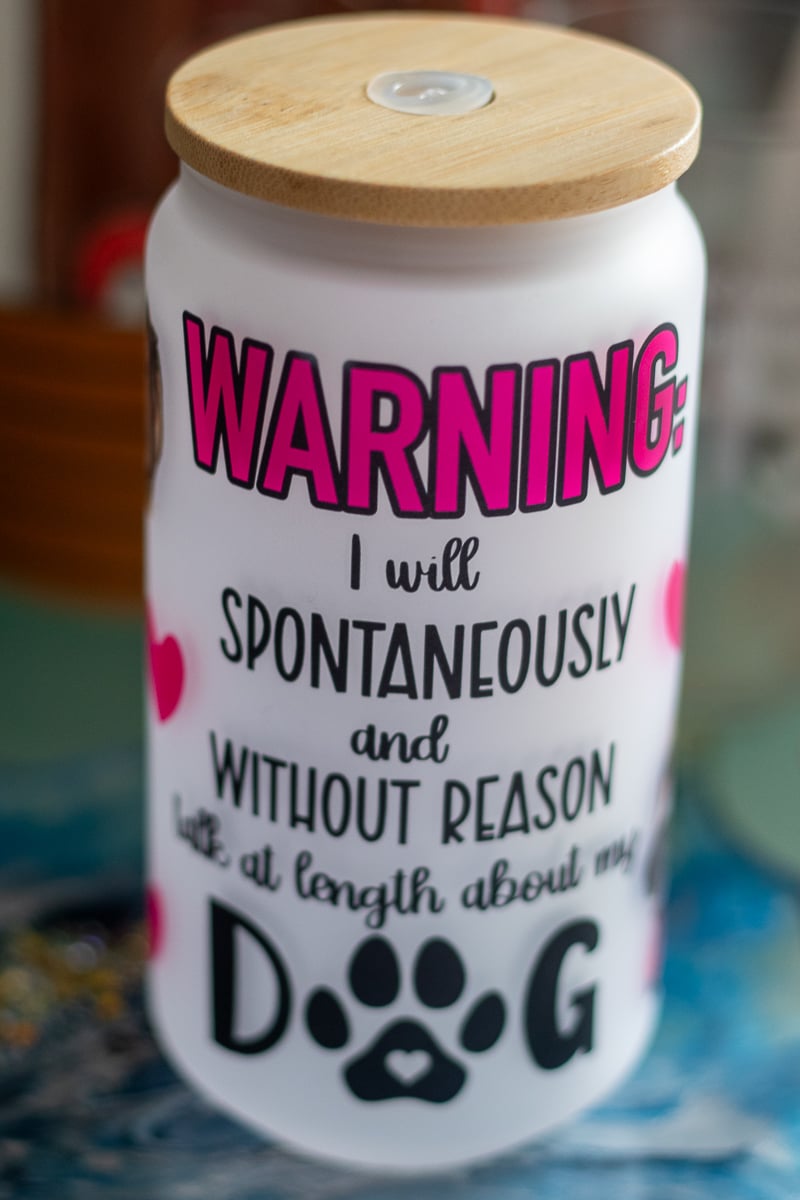 WARNING:
I will
SPONTANEOUSLY
and
WITHOUT REASON
talk at length about my
DOG